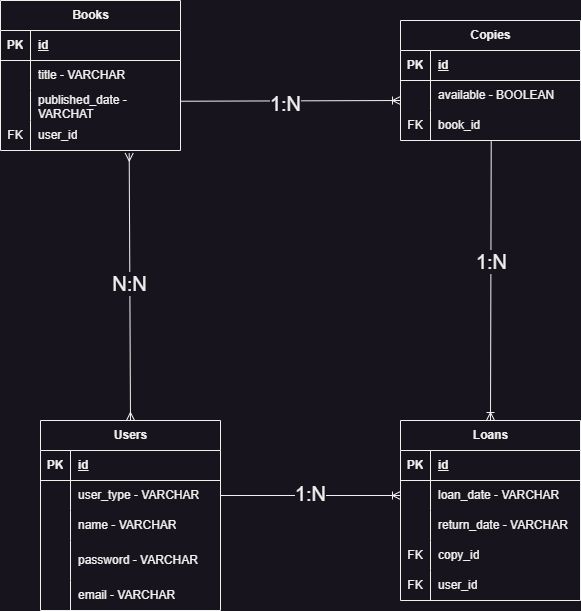 Books
PK id
title - VARCHAR
published_date -
VARCHAT
FK user_id
Copies
PK id
available - BOOLEAN
FK book_id
1:N
N:N
1:N
Users
PK id
user_type - VARCHAR
name - VARCHAR
password - VARCHAR
email - VARCHAR
1:N
Loans
PK id
loan_date - VARCHAR
return_date - VARCHAR
FK copy_id
FK user_id